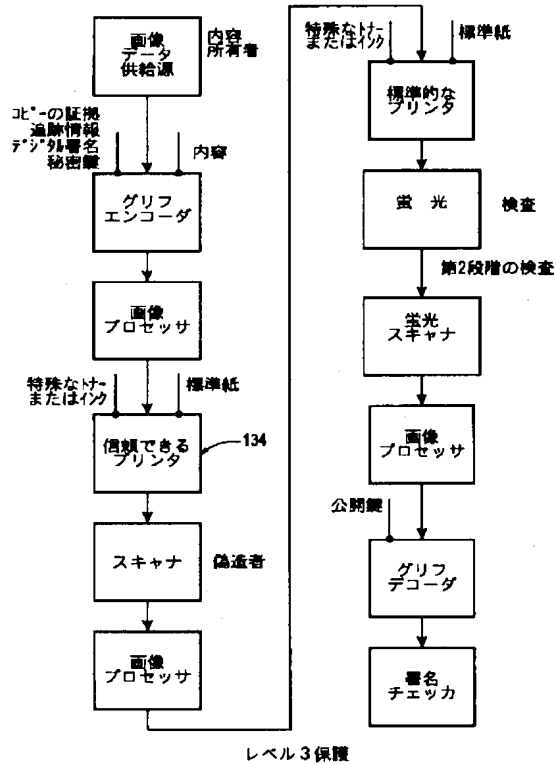 画像
データ
供給源
内容
所有者
コピーの証拠
追跡情報
デジタル署名
秘密鍵
内容
グリフ
エンコーダ
画像
プロセッサ
特殊なトナー
またはインク
標準紙
信頼できる
プリンタ
134
スキャナ
偽造者
画像
プロセッサ
特殊なトナー
またはインク
標準紙
標準的な
プリンタ
蛍 光
検査
第2段階の検査
蛍光
スキャナ
画像
プロセッサ
公開鍵
グリフ
デコーダ
署名
チェッカ
レベル3保護